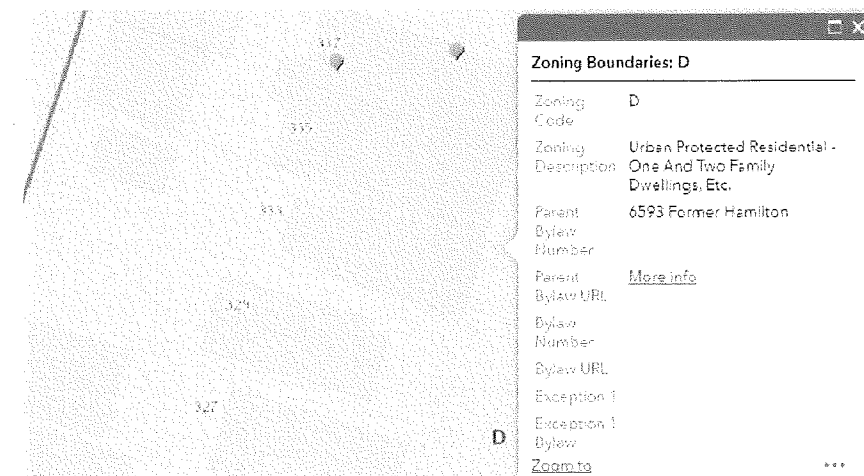 337
335
333
329
327
D
Zoning Boundaries: D
Zoning Code
D
Zoning Description
Urban Protected Residential -
One And Two Family
Dwellings, Etc.
Parent Bylaw Number
6593 Former Hamilton
Parent Bylaw URL
More info
Bylaw Number
Bylaw URL
Exception 1
Exception 1
Bylaw
Zoom to